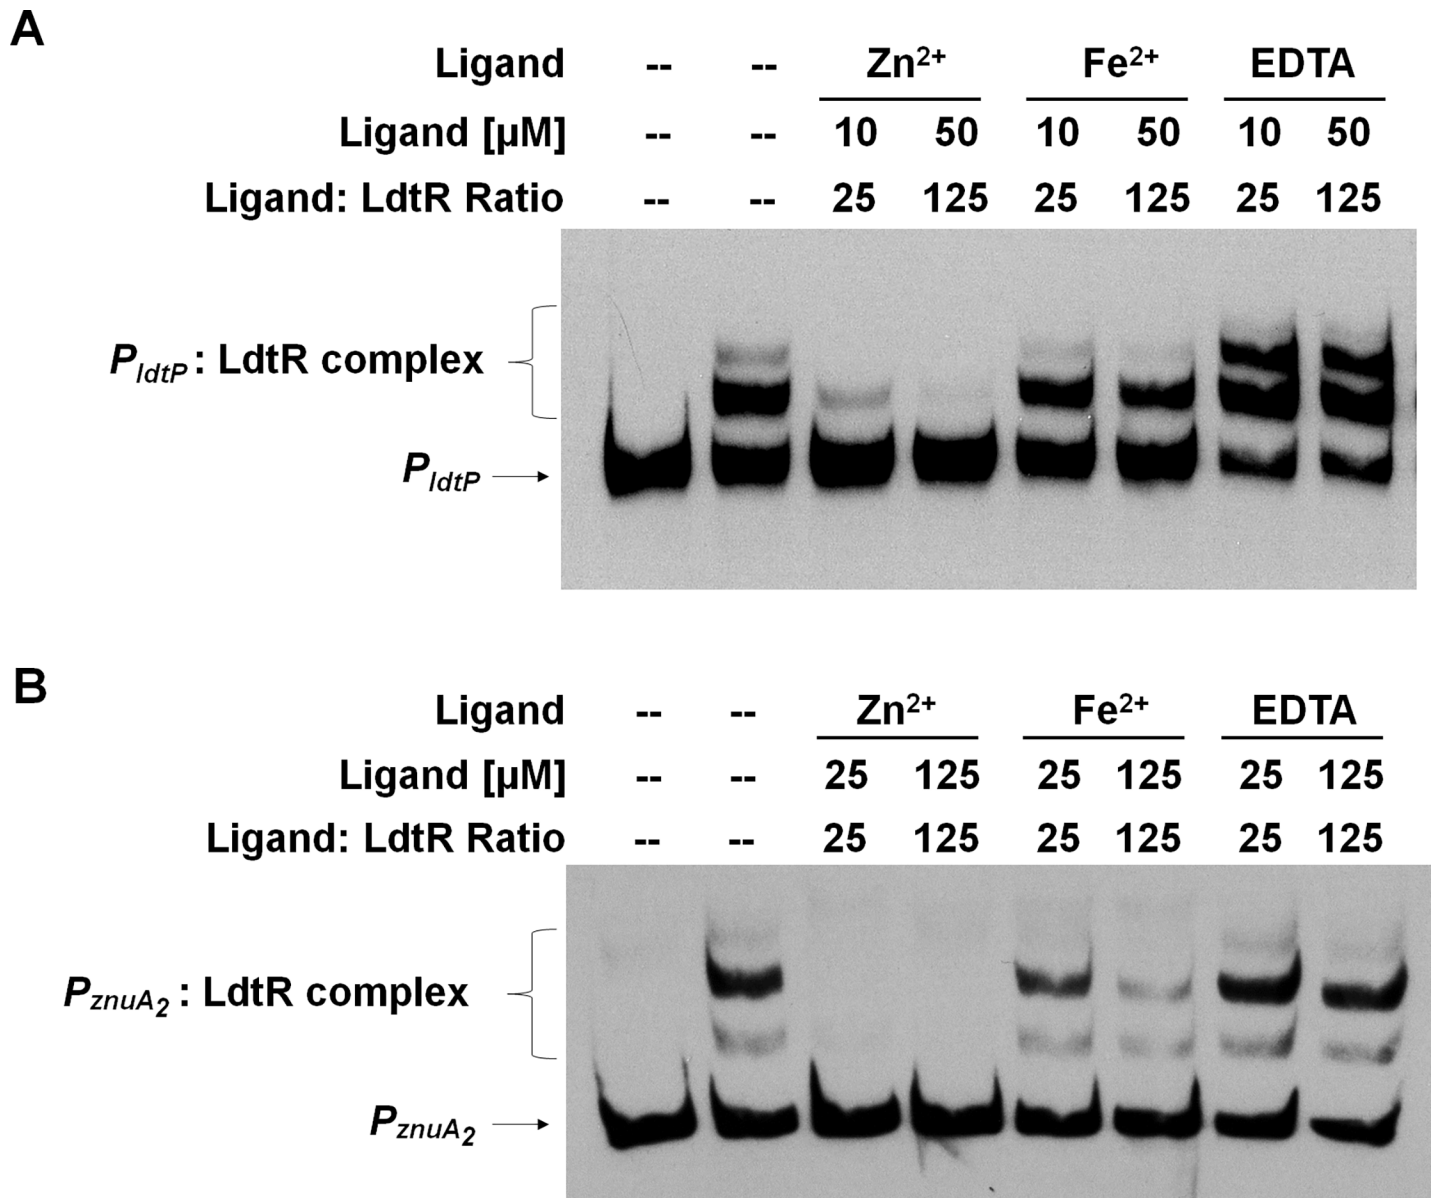 A
Ligand -- -- Zn²⁺ Fe²⁺ EDTA
Ligand [µM] -- -- 10 50 10 50 10 50
Ligand: LdtR Ratio -- -- 25 125 25 125 25 125
PldtP : LdtR complex
PldtP
B
Ligand -- -- Zn²⁺ Fe²⁺ EDTA
Ligand [µM] -- -- 25 125 25 125 25 125
Ligand: LdtR Ratio -- -- 25 125 25 125 25 125
PznuA2 : LdtR complex
PznuA2